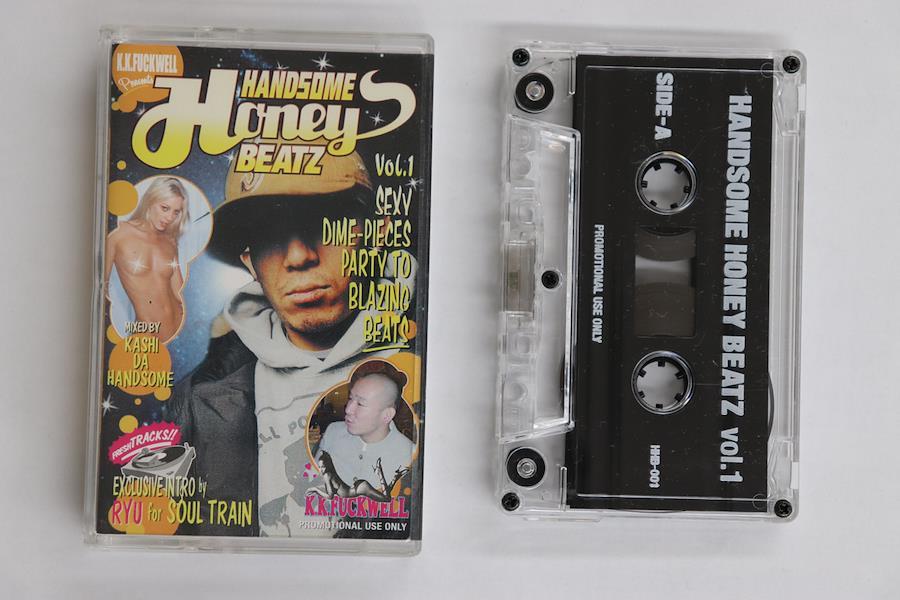 K.K.FUCKWELL
Presents
HANDSOME
Honey
BEATZ
Vol.1
SEXY
DIME-PIECES
PARTY TO
BLAZING
BEATS
MIXED BY
KASHI
DA
HANDSOME
FRESH TRACKS!!
EXCLUSIVE INTRO by
RYU for SOUL TRAIN
K.K.FUCKWELL
PROMOTIONAL USE ONLY
SIDE-A
HANDSOME HONEY BEATZ vol.1
PROMOTIONAL USE ONLY
HHB-001